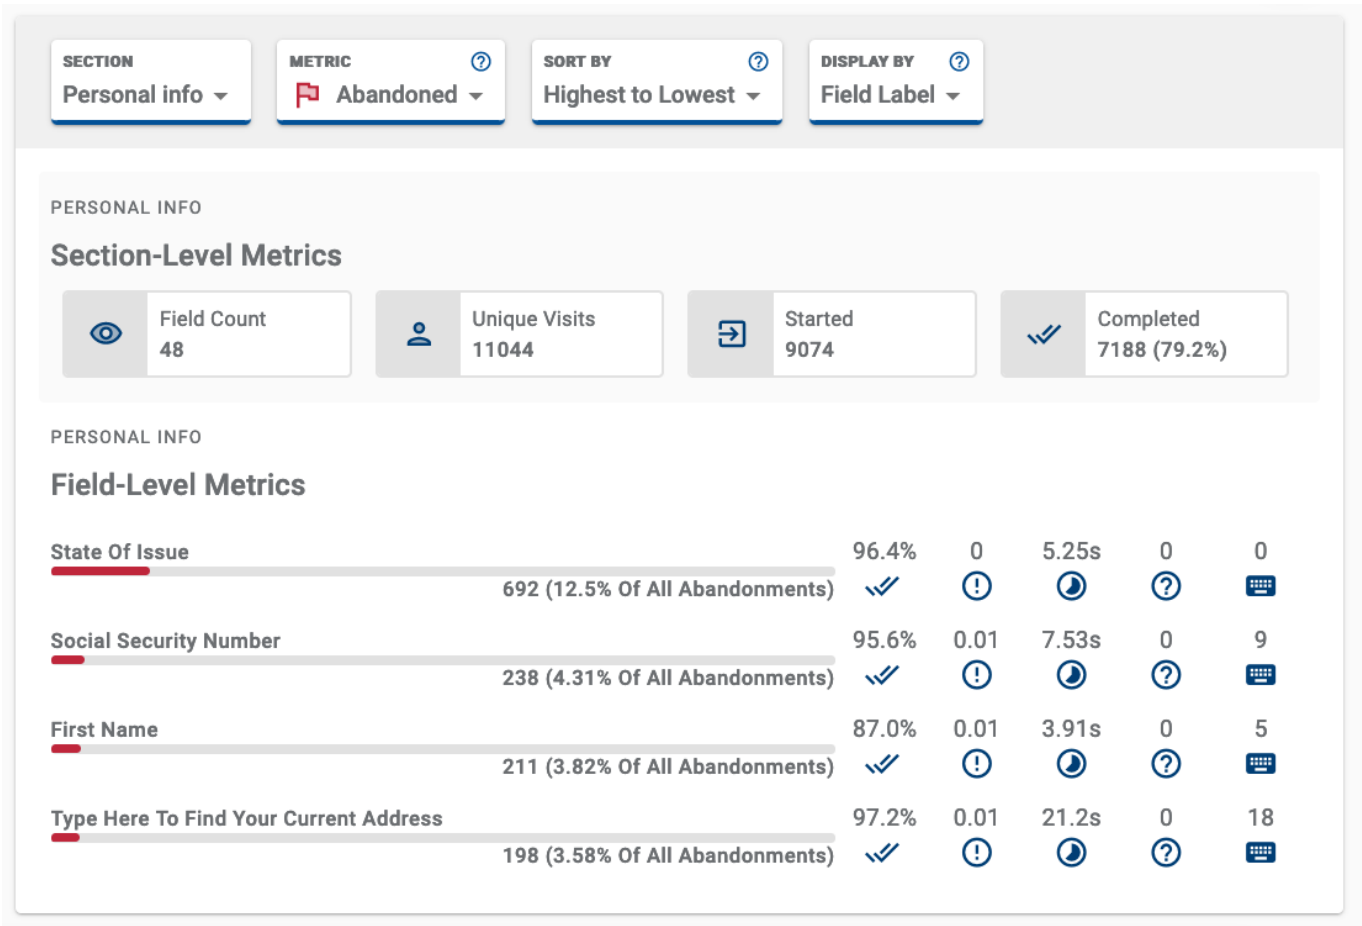 SECTION
Personal info
METRIC
Abandoned
SORT BY
Highest to Lowest
DISPLAY BY
Field Label
PERSONAL INFO
Section-Level Metrics
Field Count
48
Unique Visits
11044
Started
9074
Completed
7188 (79.2%)
PERSONAL INFO
Field-Level Metrics
State Of Issue
96.4% 0 5.25s 0 0
692 (12.5% Of All Abandonments)
Social Security Number
95.6% 0.01 7.53s 0 9
238 (4.31% Of All Abandonments)
First Name
87.0% 0.01 3.91s 0 5
211 (3.82% Of All Abandonments)
Type Here To Find Your Current Address
97.2% 0.01 21.2s 0 18
198 (3.58% Of All Abandonments)